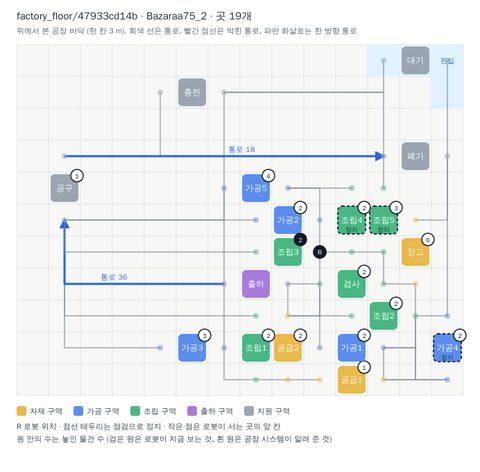 factory_floor/47933cd14b · Bazaraa75_2 · 곳 19개
위에서 본 공장 바닥 (한 칸 3 m). 회색 선은 통로, 빨간 점선은 막힌 통로, 파란 화살표는 한 방향 통로
대기
진입
충전
통로 18
폐기
공구
1
가공5
4
가공2
2
조립4
2
정지
조립5
3
정지
조립3
2
R
창고
6
통로 36
출하
검사
2
조립2
2
가공3
3
조립1
2
공급2
2
가공1
2
가공4
2
정지
공급1
1
자재 구역
가공 구역
조립 구역
출하 구역
지원 구역
R 로봇 위치 · 점선 테두리는 점검으로 정지 · 작은 점은 로봇이 서는 곳의 앞 칸
원 안의 수는 놓인 물건 수 (검은 원은 로봇이 지금 보는 것, 흰 원은 공장 시스템이 알려 준 것)